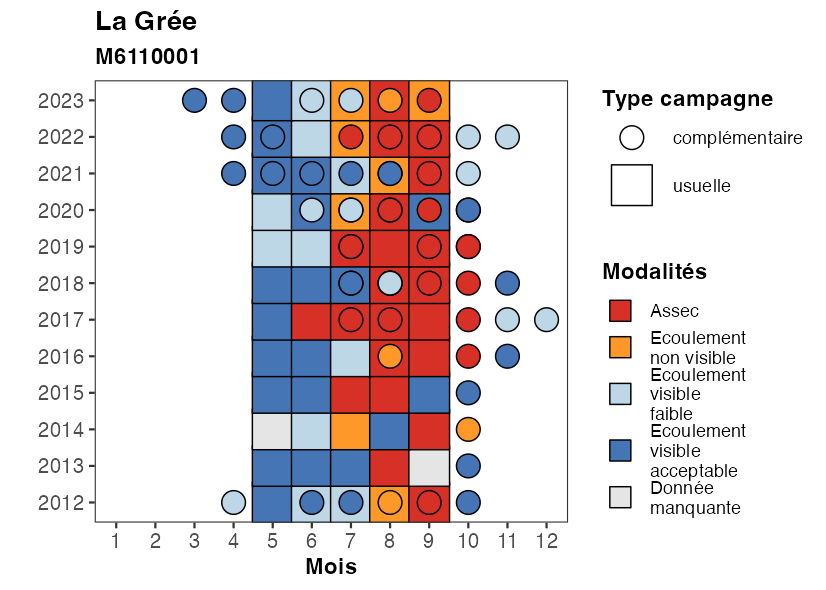 La Grée
M6110001
2023
2022
2021
2020
2019
2018
2017
2016
2015
2014
2013
2012
1 2 3 4 5 6 7 8 9 10 11 12
Mois
Type campagne
complémentaire
usuelle
Modalités
Assec
Ecoulement
non visible
Ecoulement
visible
faible
Ecoulement
visible
acceptable
Donnée
manquante